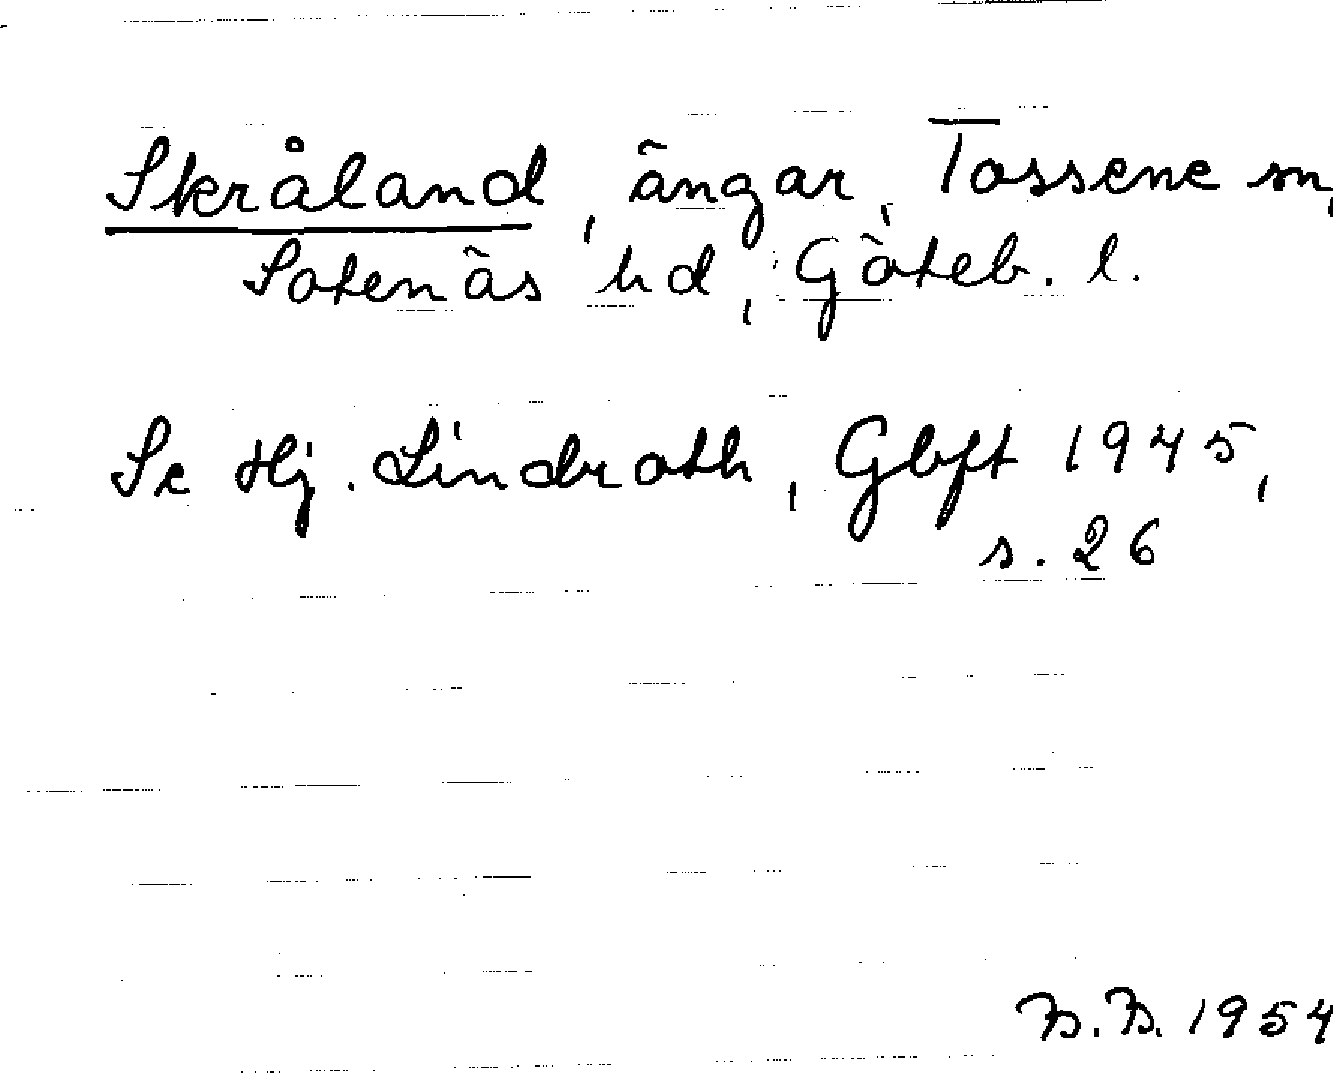 Skråland, ängar, Tossene sn,
Sotenäs hd, Göteb. l.
Se Hj. Lindroth, Gbft 1945,
s. 26
B.B. 1954